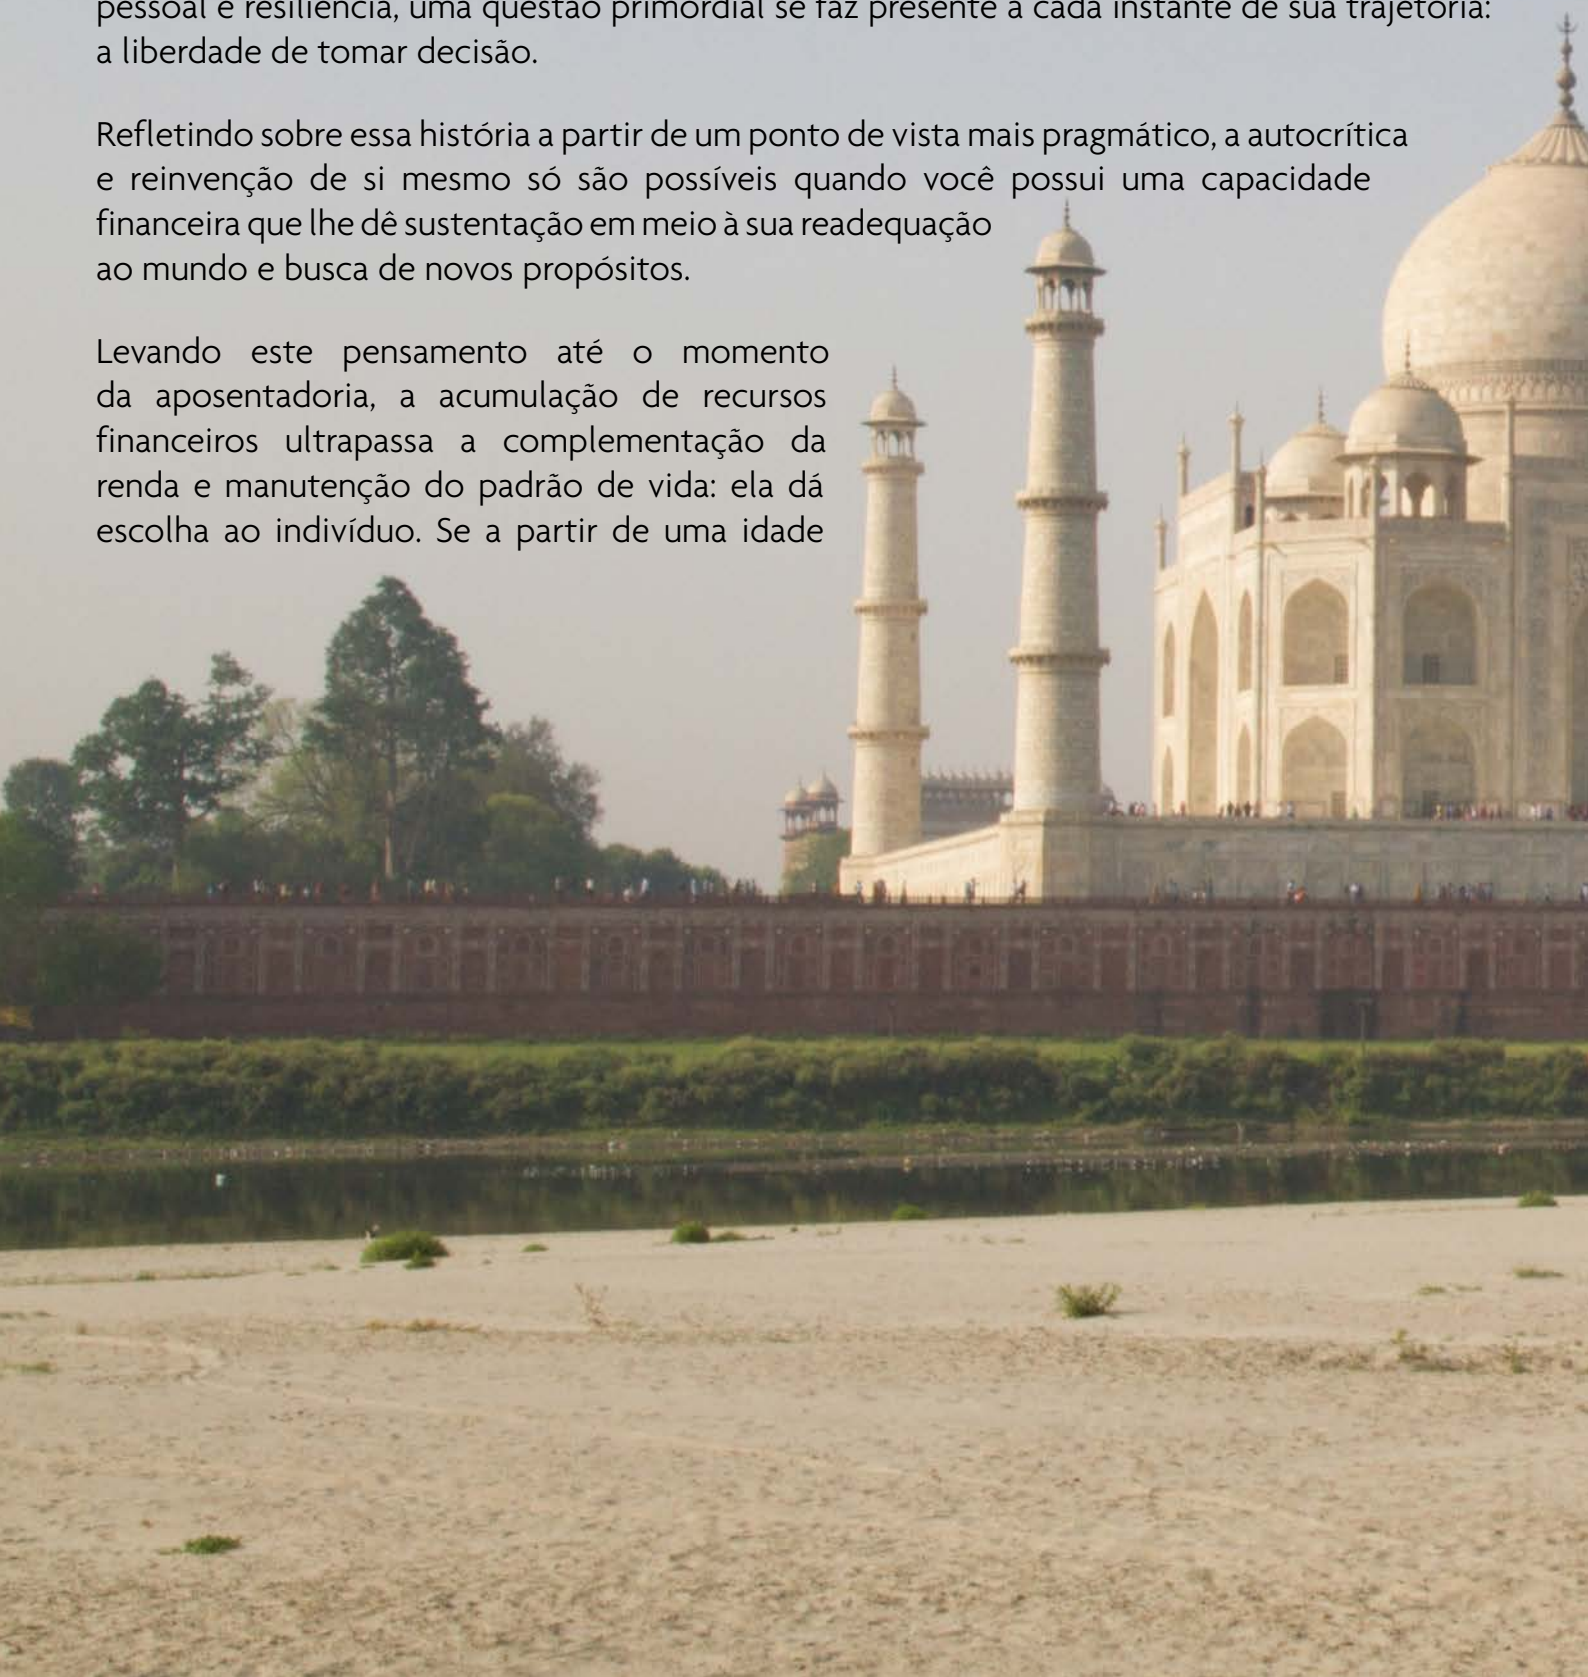 pessoal e resiliência, uma questão primordial se faz presente a cada instante de sua trajetória:
a liberdade de tomar decisão.
Refletindo sobre essa história a partir de um ponto de vista mais pragmático, a autocrítica
e reinvenção de si mesmo só são possíveis quando você possui uma capacidade
financeira que lhe dê sustentação em meio à sua readequação
ao mundo e busca de novos propósitos.
Levando este pensamento até o momento
da aposentadoria, a acumulação de recursos
financeiros ultrapassa a complementação da
renda e manutenção do padrão de vida: ela dá
escolha ao indivíduo. Se a partir de uma idade